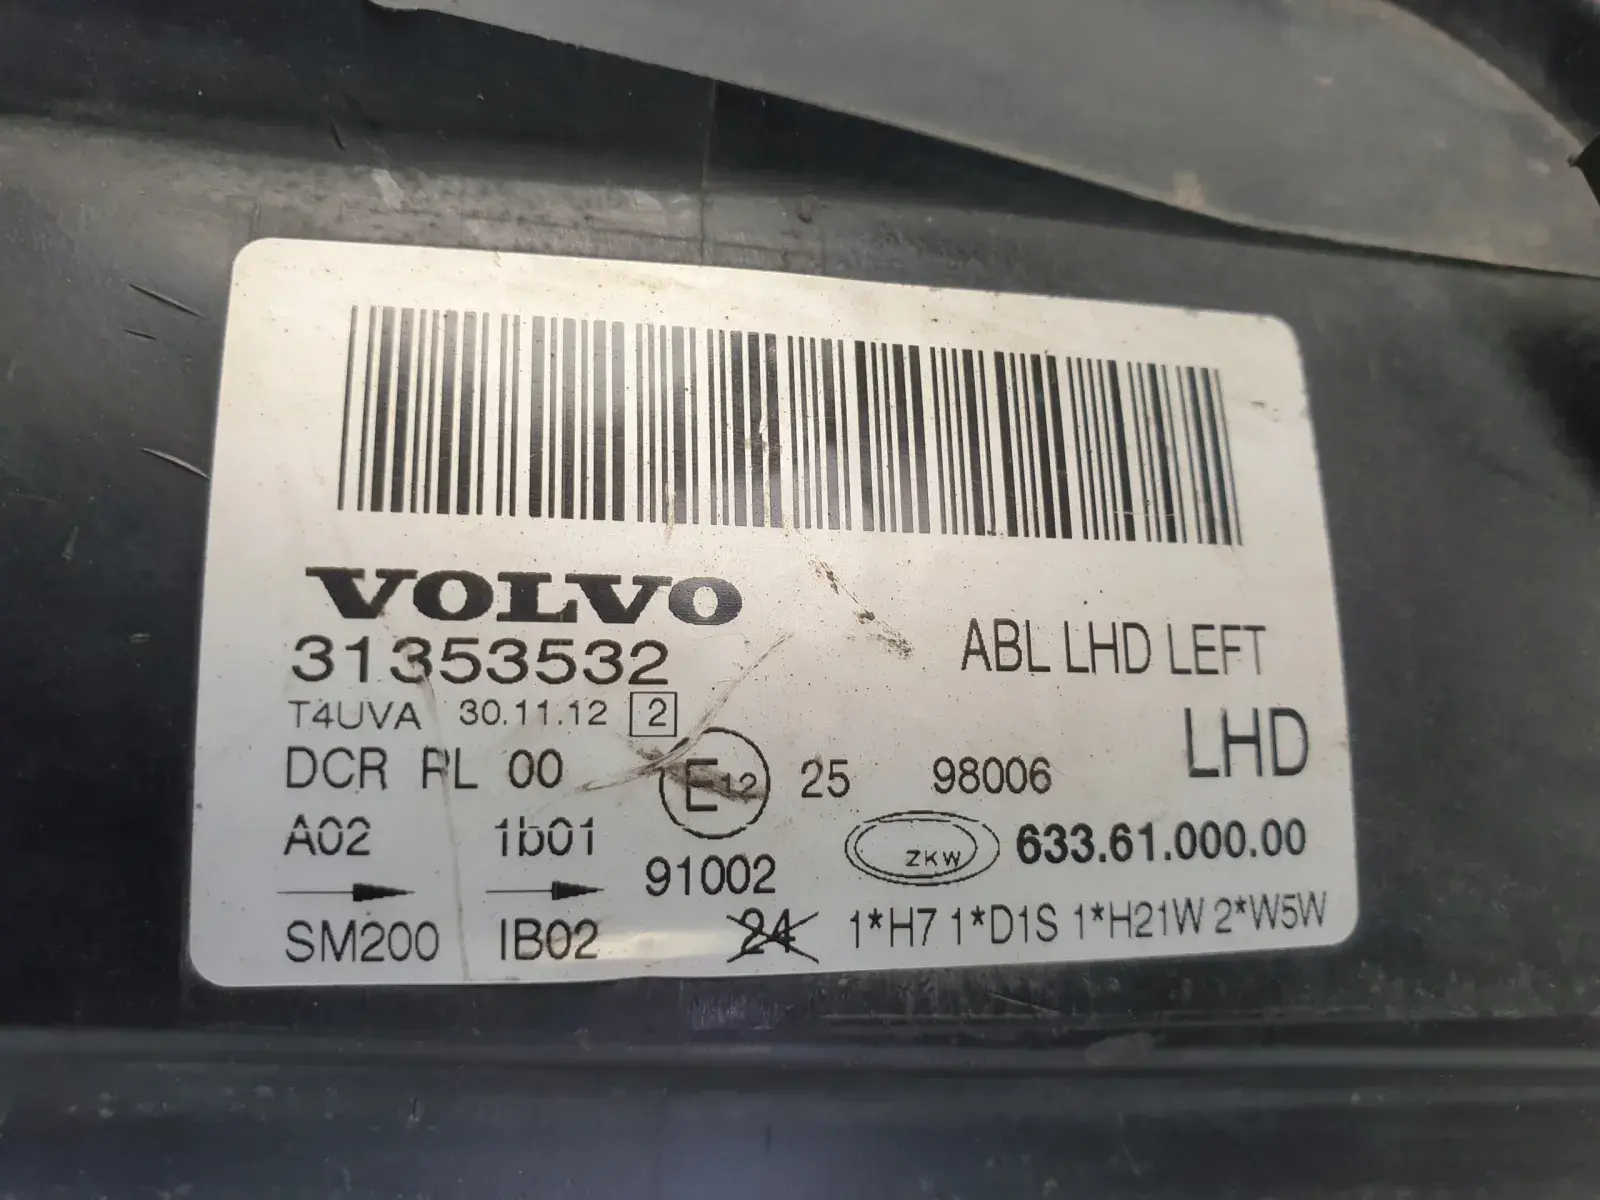 VOLVO
31353532
ABL LHD LEFT
T4UVA 30.11.12 2
LHD
DCR PL 00 E12 25 98006
A02 1b01
ZKW 633.61.000.00
91002
SM200 IB02 24 1*H7 1*D1S 1*H21W 2*W5W